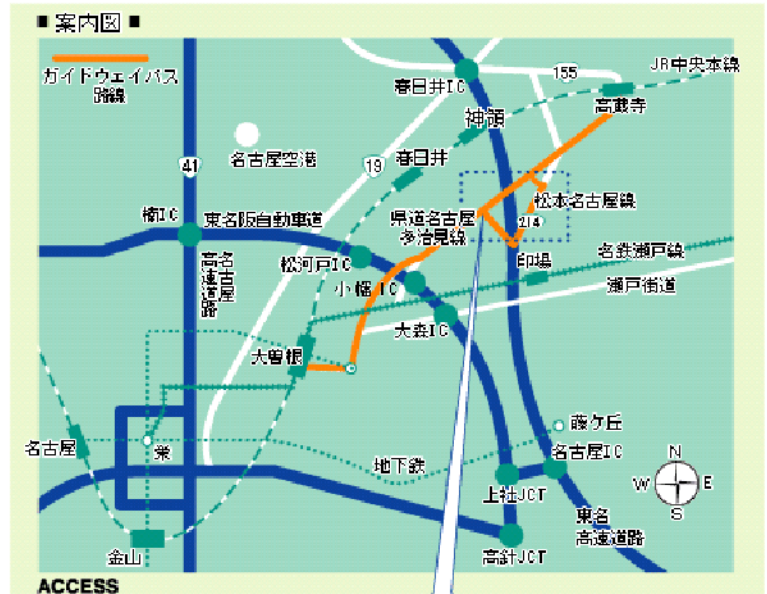 ■ 案内図 ■
ガイドウェイバス
路線
155
JR中央本線
春日井IC
高蔵寺
神領
名古屋空港
19
春日井
41
松本名古屋線
214
楠IC
東名阪自動車道
県道名古屋
多治見線
名鉄瀬戸線
松河戸IC
印場
高速道路
名古屋
小幡IC
瀬戸街道
大森IC
大曽根
藤ヶ丘
名古屋
栄
名古屋IC
地下鉄
N
W
E
S
上社JCT
東名
高速道路
高針JCT
金山
ACCESS